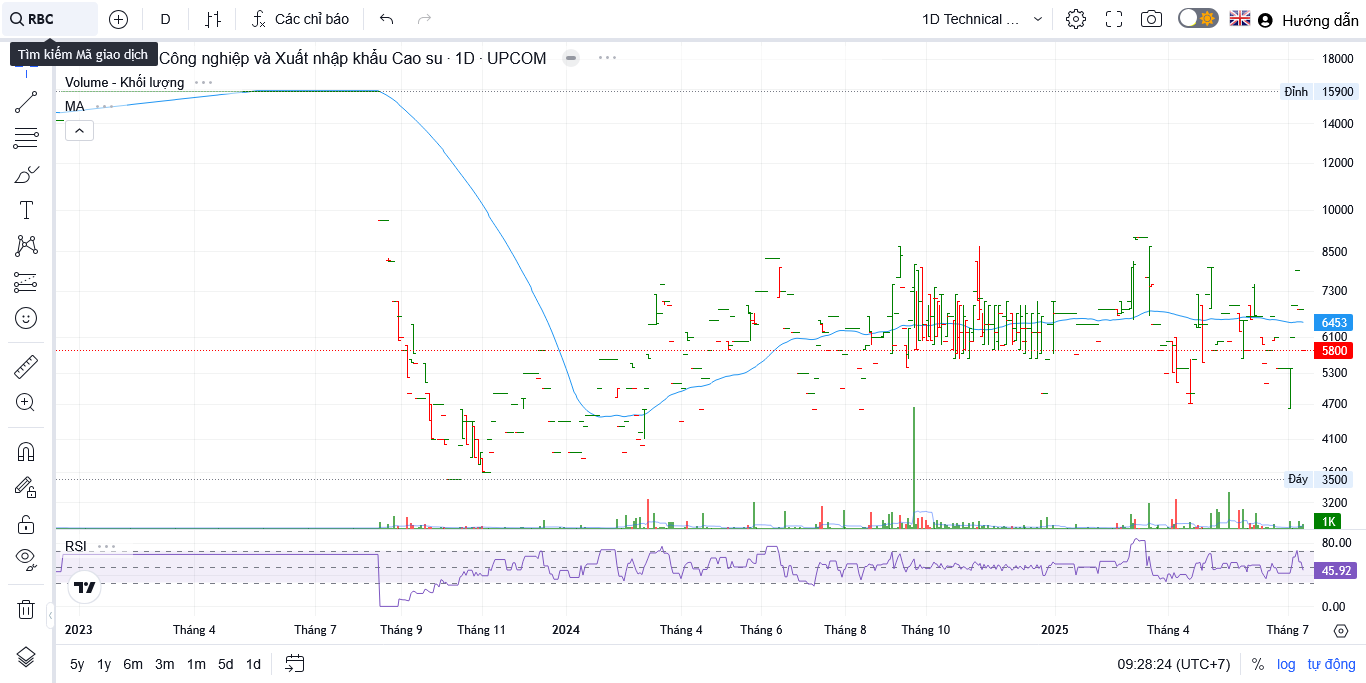 RBC
D
Các chỉ báo
1D Technical ...
Hướng dẫn
Tìm kiếm Mã giao dịch
Công nghiệp và Xuất nhập khẩu Cao su · 1D · UPCOM
Volume - Khối lượng
MA
18000
Đỉnh 15900
14000
12000
10000
8500
7300
6453
6100
5800
5300
4700
4100
3600
Đáy 3500
3200
1K
RSI
80.00
45.92
0.00
2023 Tháng 4 Tháng 7 Tháng 9 Tháng 11 2024 Tháng 4 Tháng 6 Tháng 8 Tháng 10 2025 Tháng 4 Tháng 7
5y 1y 6m 3m 1m 5d 1d
09:28:24 (UTC+7) % log tự động